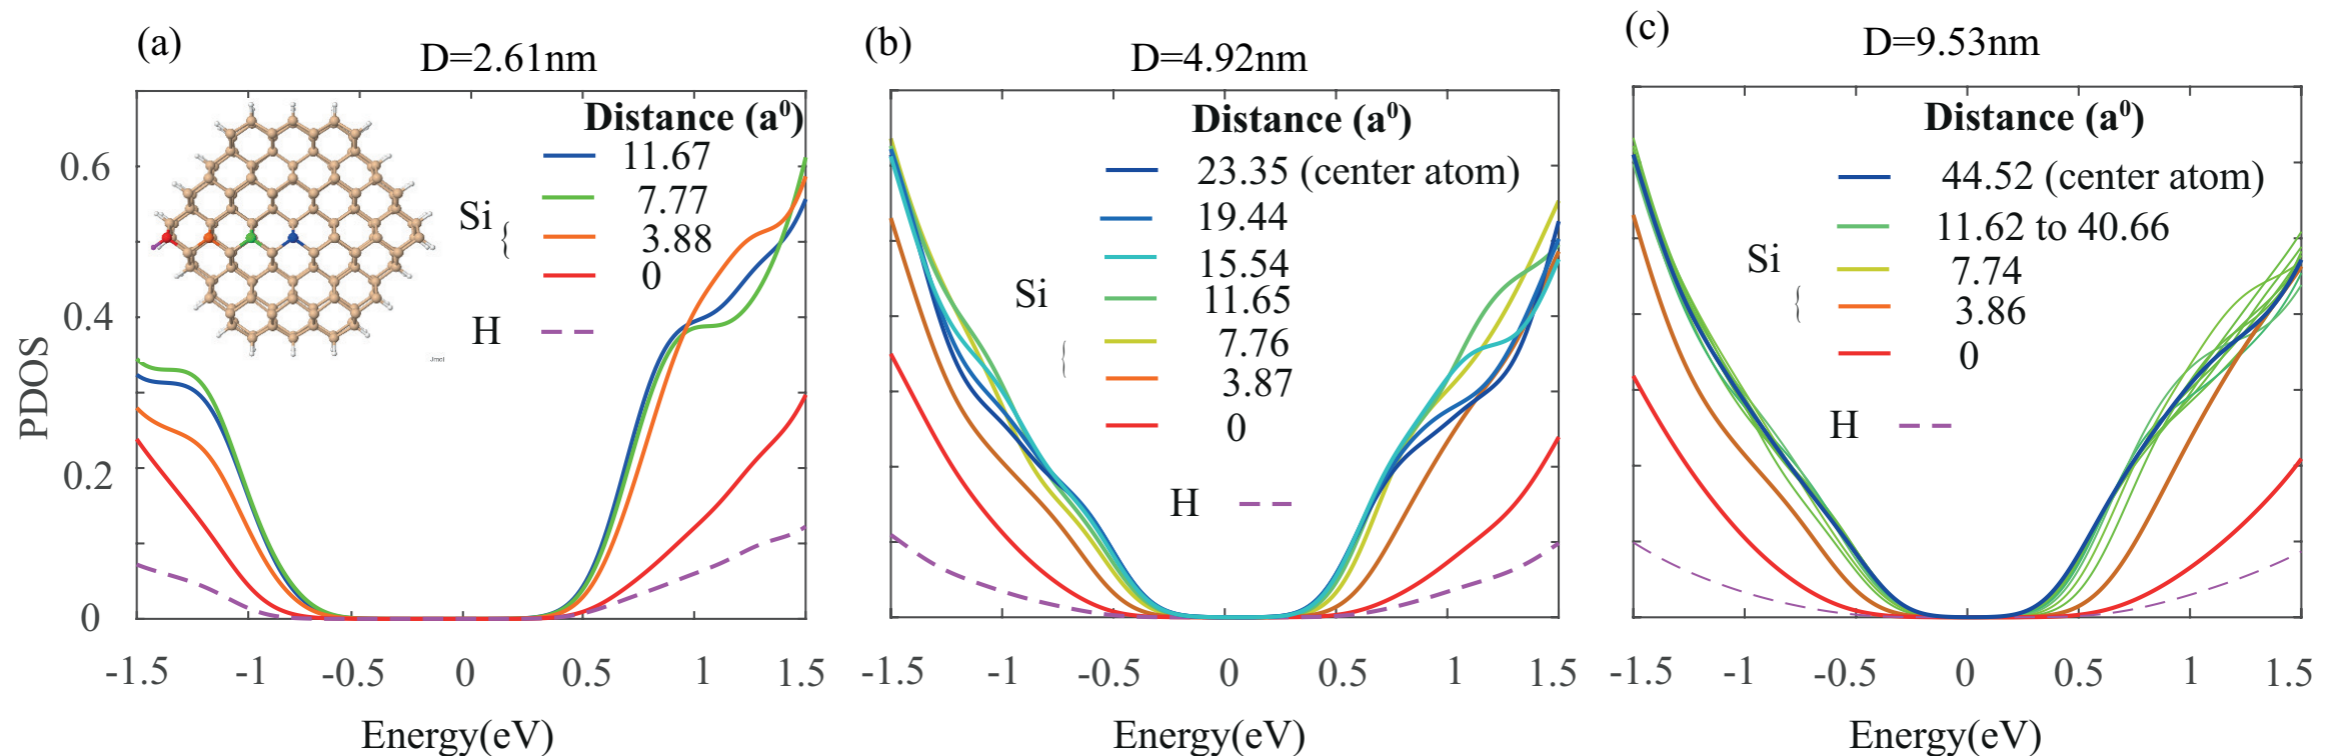 (a)
D=2.61nm
Distance (a⁰)
11.67
7.77
Si {
3.88
0
H
Jmol
PDOS
0.6
0.4
0.2
0
-1.5 -1 -0.5 0 0.5 1 1.5
Energy(eV)
(b)
D=4.92nm
Distance (a⁰)
23.35 (center atom)
19.44
15.54
Si {
11.65
7.76
3.87
0
H
-1.5 -1 -0.5 0 0.5 1 1.5
Energy(eV)
(c)
D=9.53nm
Distance (a⁰)
44.52 (center atom)
11.62 to 40.66
Si {
7.74
3.86
0
H
-1.5 -1 -0.5 0 0.5 1 1.5
Energy(eV)